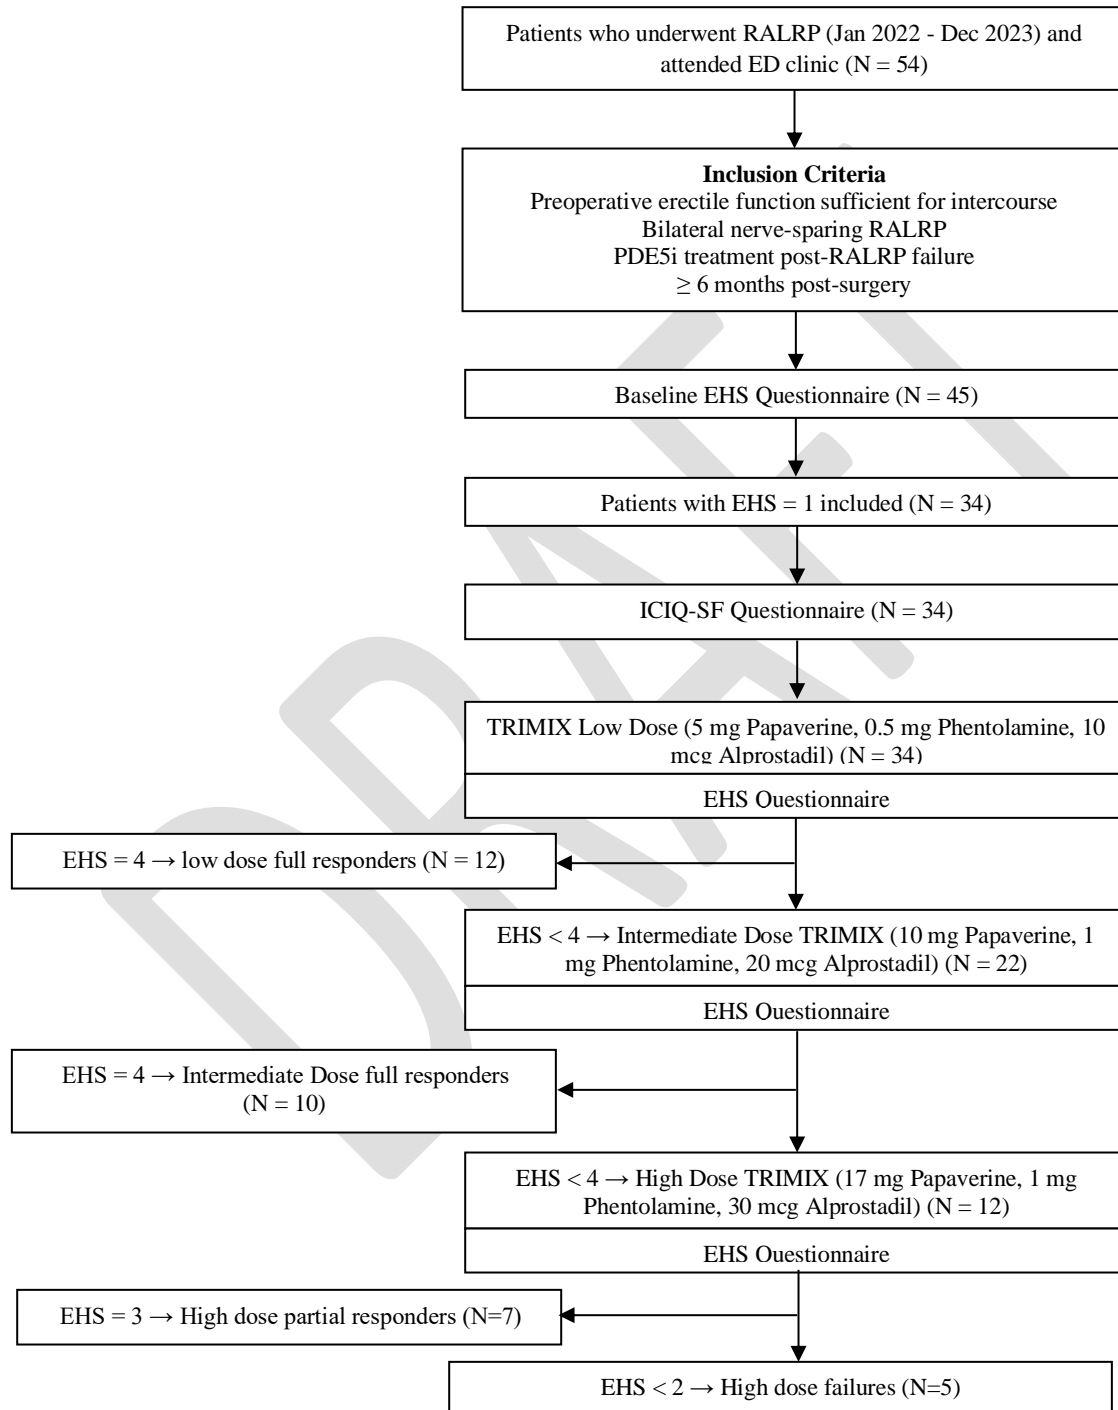 Patients who underwent RALRP (Jan 2022 - Dec 2023) and
attended ED clinic (N = 54)
Inclusion Criteria
Preoperative erectile function sufficient for intercourse
Bilateral nerve-sparing RALRP
PDE5i treatment post-RALRP failure
≥ 6 months post-surgery
Baseline EHS Questionnaire (N = 45)
Patients with EHS = 1 included (N = 34)
ICIQ-SF Questionnaire (N = 34)
TRIMIX Low Dose (5 mg Papaverine, 0.5 mg Phentolamine, 10
mcg Alprostadil) (N = 34)
EHS Questionnaire
EHS = 4 → low dose full responders (N = 12)
EHS < 4 → Intermediate Dose TRIMIX (10 mg Papaverine, 1
mg Phentolamine, 20 mcg Alprostadil) (N = 22)
EHS Questionnaire
EHS = 4 → Intermediate Dose full responders
(N = 10)
EHS < 4 → High Dose TRIMIX (17 mg Papaverine, 1 mg
Phentolamine, 30 mcg Alprostadil) (N = 12)
EHS Questionnaire
EHS = 3 → High dose partial responders (N=7)
EHS < 2 → High dose failures (N=5)
DRAFT